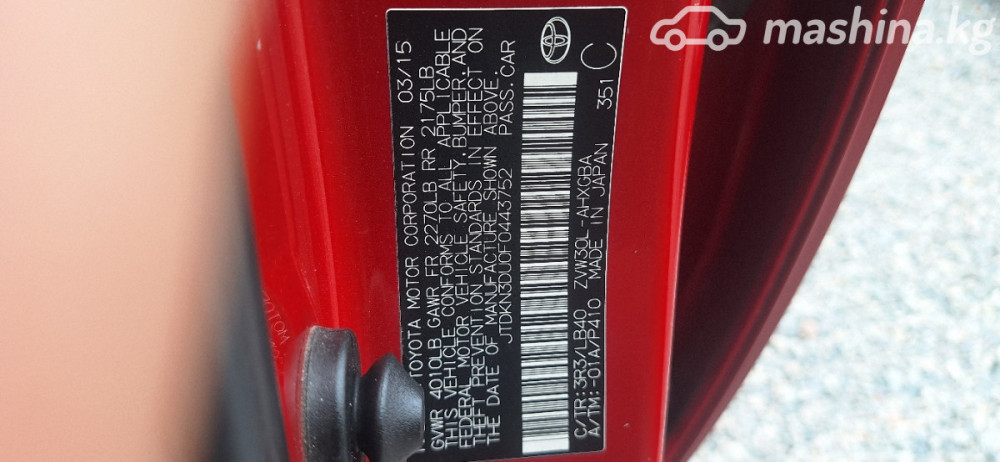 mashina.kg
TOYOTA MOTOR CORPORATION 03/15
GVWR 4010LB GAWR FR 2270LB RR 2175LB
THIS VEHICLE CONFORMS TO ALL APPLICABLE
FEDERAL MOTOR VEHICLE SAFETY, BUMPER, AND
THEFT PREVENTION STANDARDS IN EFFECT ON
THE DATE OF MANUFACTURE SHOWN ABOVE.
JTDKN3DU0F0443752 PASS. CAR
C/TR:3R3/LB40 ZVW30L-AHXGBA
A/TM:-01A/P410 MADE IN JAPAN 351
C